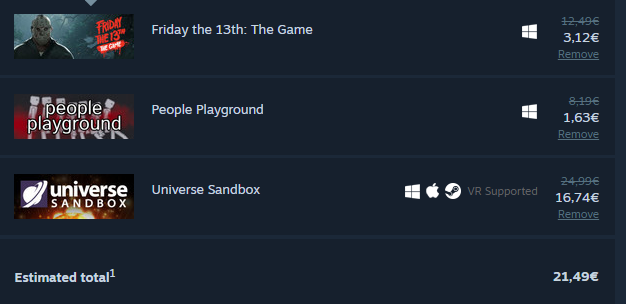 FRIDAY
THE 13TH
THE GAME
Friday the 13th: The Game
12,49€
3,12€
Remove
people
playground
People Playground
8,19€
1,63€
Remove
universe
SANDBOX
Universe Sandbox
VR Supported
24,99€
16,74€
Remove
Estimated total¹
21,49€